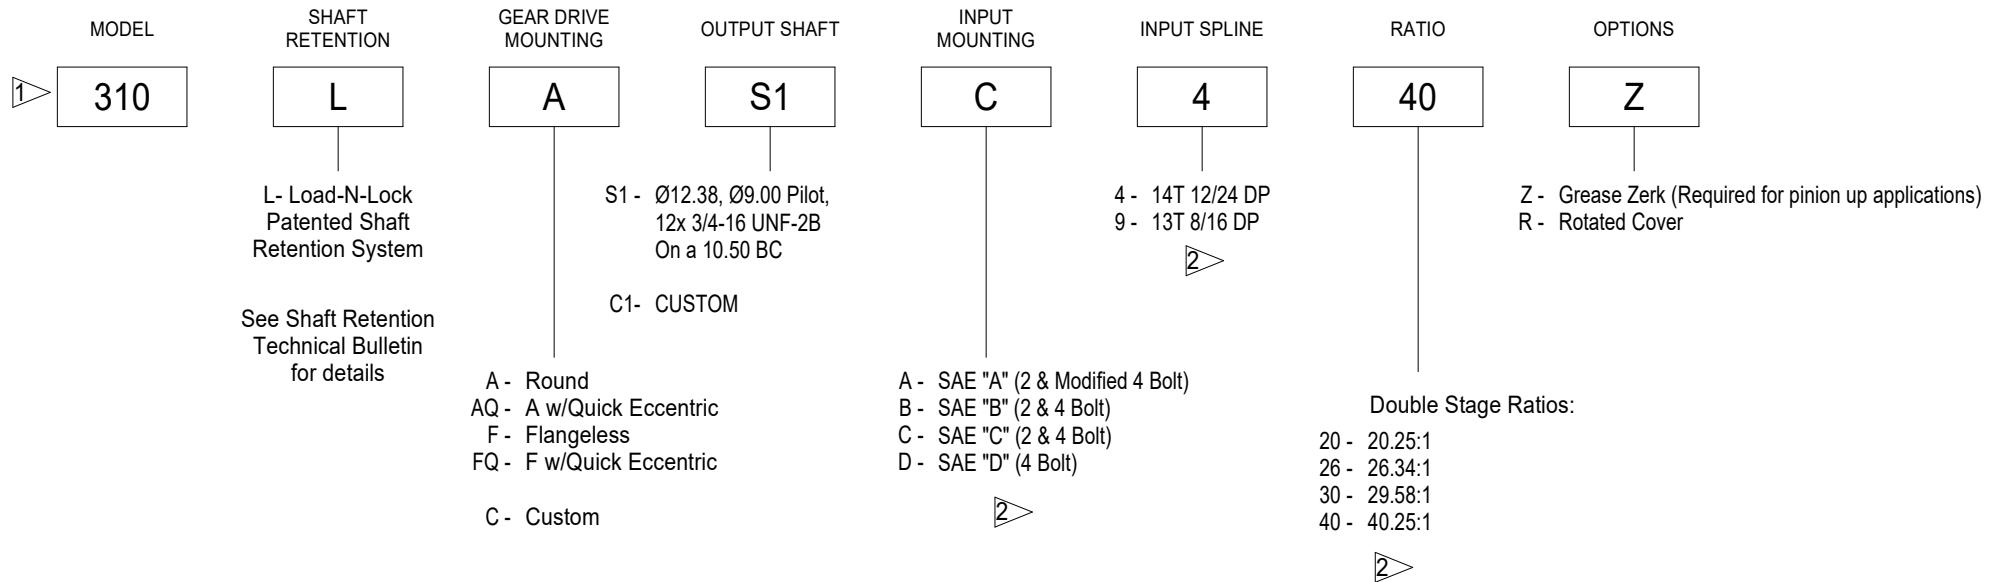 MODEL
SHAFT
RETENTION
GEAR DRIVE
MOUNTING
OUTPUT SHAFT
INPUT
MOUNTING
INPUT SPLINE
RATIO
OPTIONS
1
310
L
A
S1
C
4
40
Z
L- Load-N-Lock
Patented Shaft
Retention System
See Shaft Retention
Technical Bulletin
for details
A - Round
AQ - A w/Quick Eccentric
F - Flangeless
FQ - F w/Quick Eccentric
C - Custom
S1 - Ø12.38, Ø9.00 Pilot,
12x 3/4-16 UNF-2B
On a 10.50 BC
C1- CUSTOM
A - SAE "A" (2 & Modified 4 Bolt)
B - SAE "B" (2 & 4 Bolt)
C - SAE "C" (2 & 4 Bolt)
D - SAE "D" (4 Bolt)
2
4 - 14T 12/24 DP
9 - 13T 8/16 DP
2
Double Stage Ratios:
20 - 20.25:1
26 - 26.34:1
30 - 29.58:1
40 - 40.25:1
2
Z - Grease Zerk (Required for pinion up applications)
R - Rotated Cover